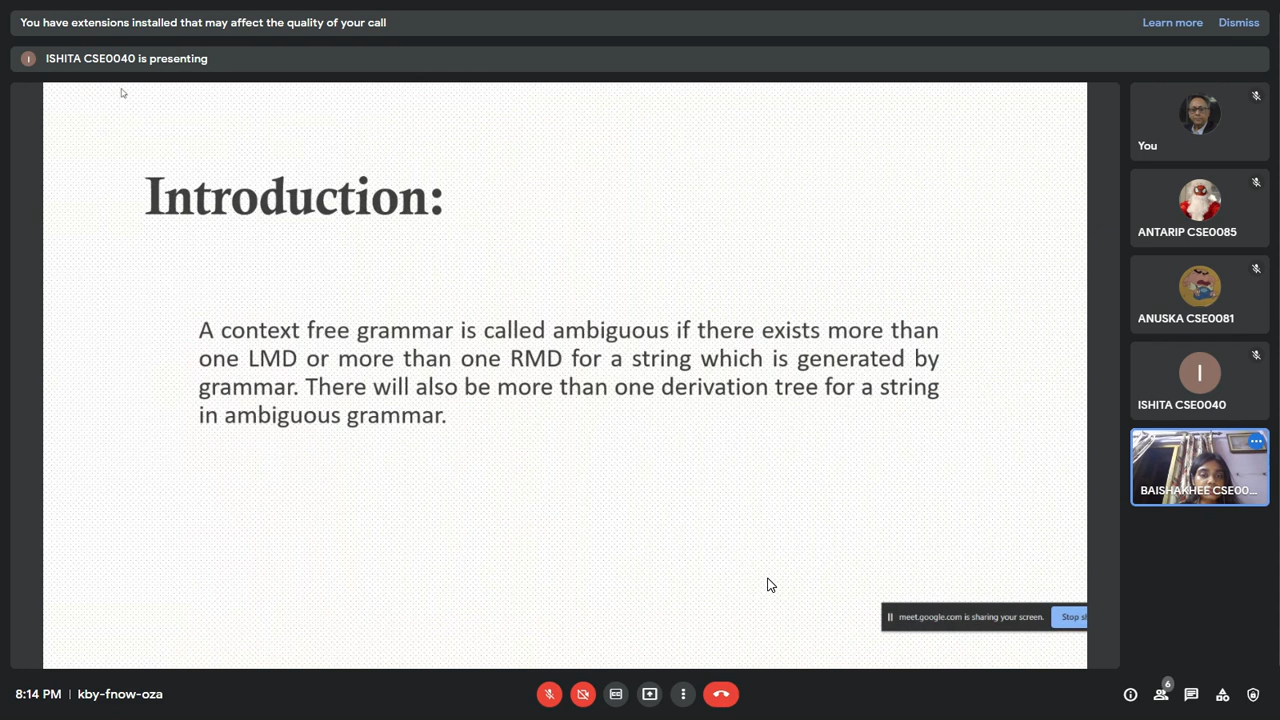 You have extensions installed that may affect the quality of your call
Learn more
Dismiss
I
ISHITA CSE0040 is presenting
Introduction:
A context free grammar is called ambiguous if there exists more than
one LMD or more than one RMD for a string which is generated by
grammar. There will also be more than one derivation tree for a string
in ambiguous grammar.
meet.google.com is sharing your screen.
Stop
You
ANTARIP CSE0085
ANUSKA CSE0081
I
ISHITA CSE0040
BAISHAKHEE CSE00...
8:14 PM | kby-fnow-oza
CC
6